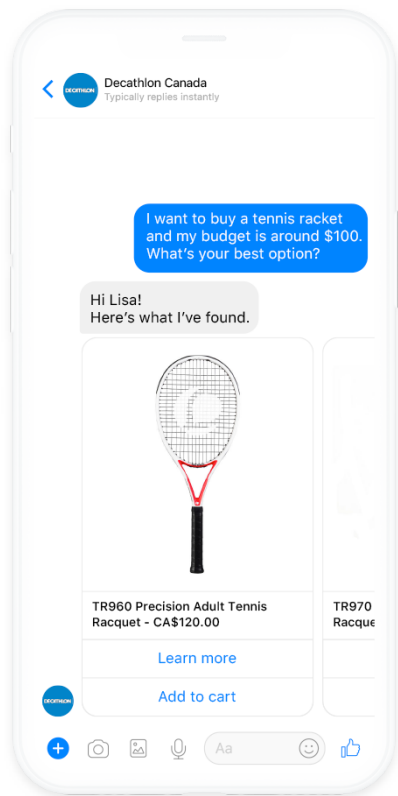 Decathlon Canada
DECATHLON
Typically replies instantly
I want to buy a tennis racket
and my budget is around $100.
What's your best option?
Hi Lisa!
Here's what I've found.
TR960 Precision Adult Tennis
Racquet - CA$120.00
TR970
Racque
Learn more
Add to cart
DECATHLON
Aa